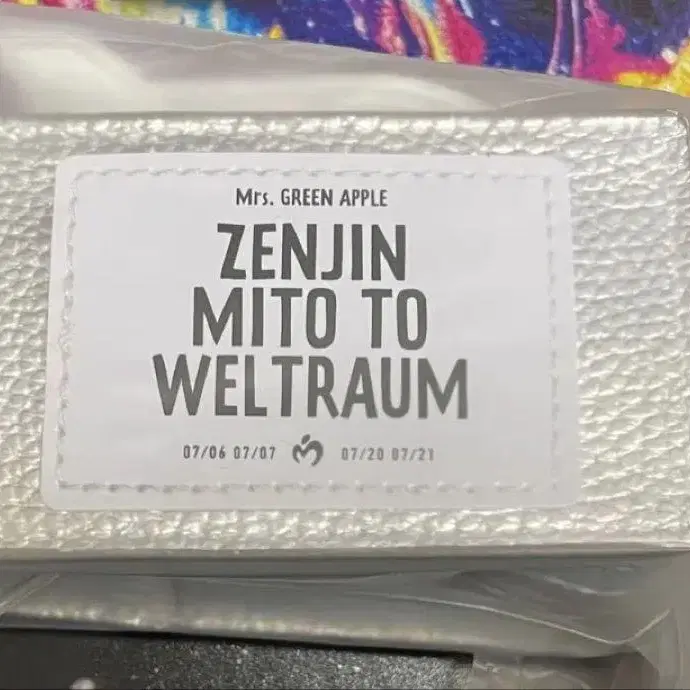 Mrs. GREEN APPLE
ZENJIN
MITO TO
WELTRAUM
07/06 07/07 07/20 07/21